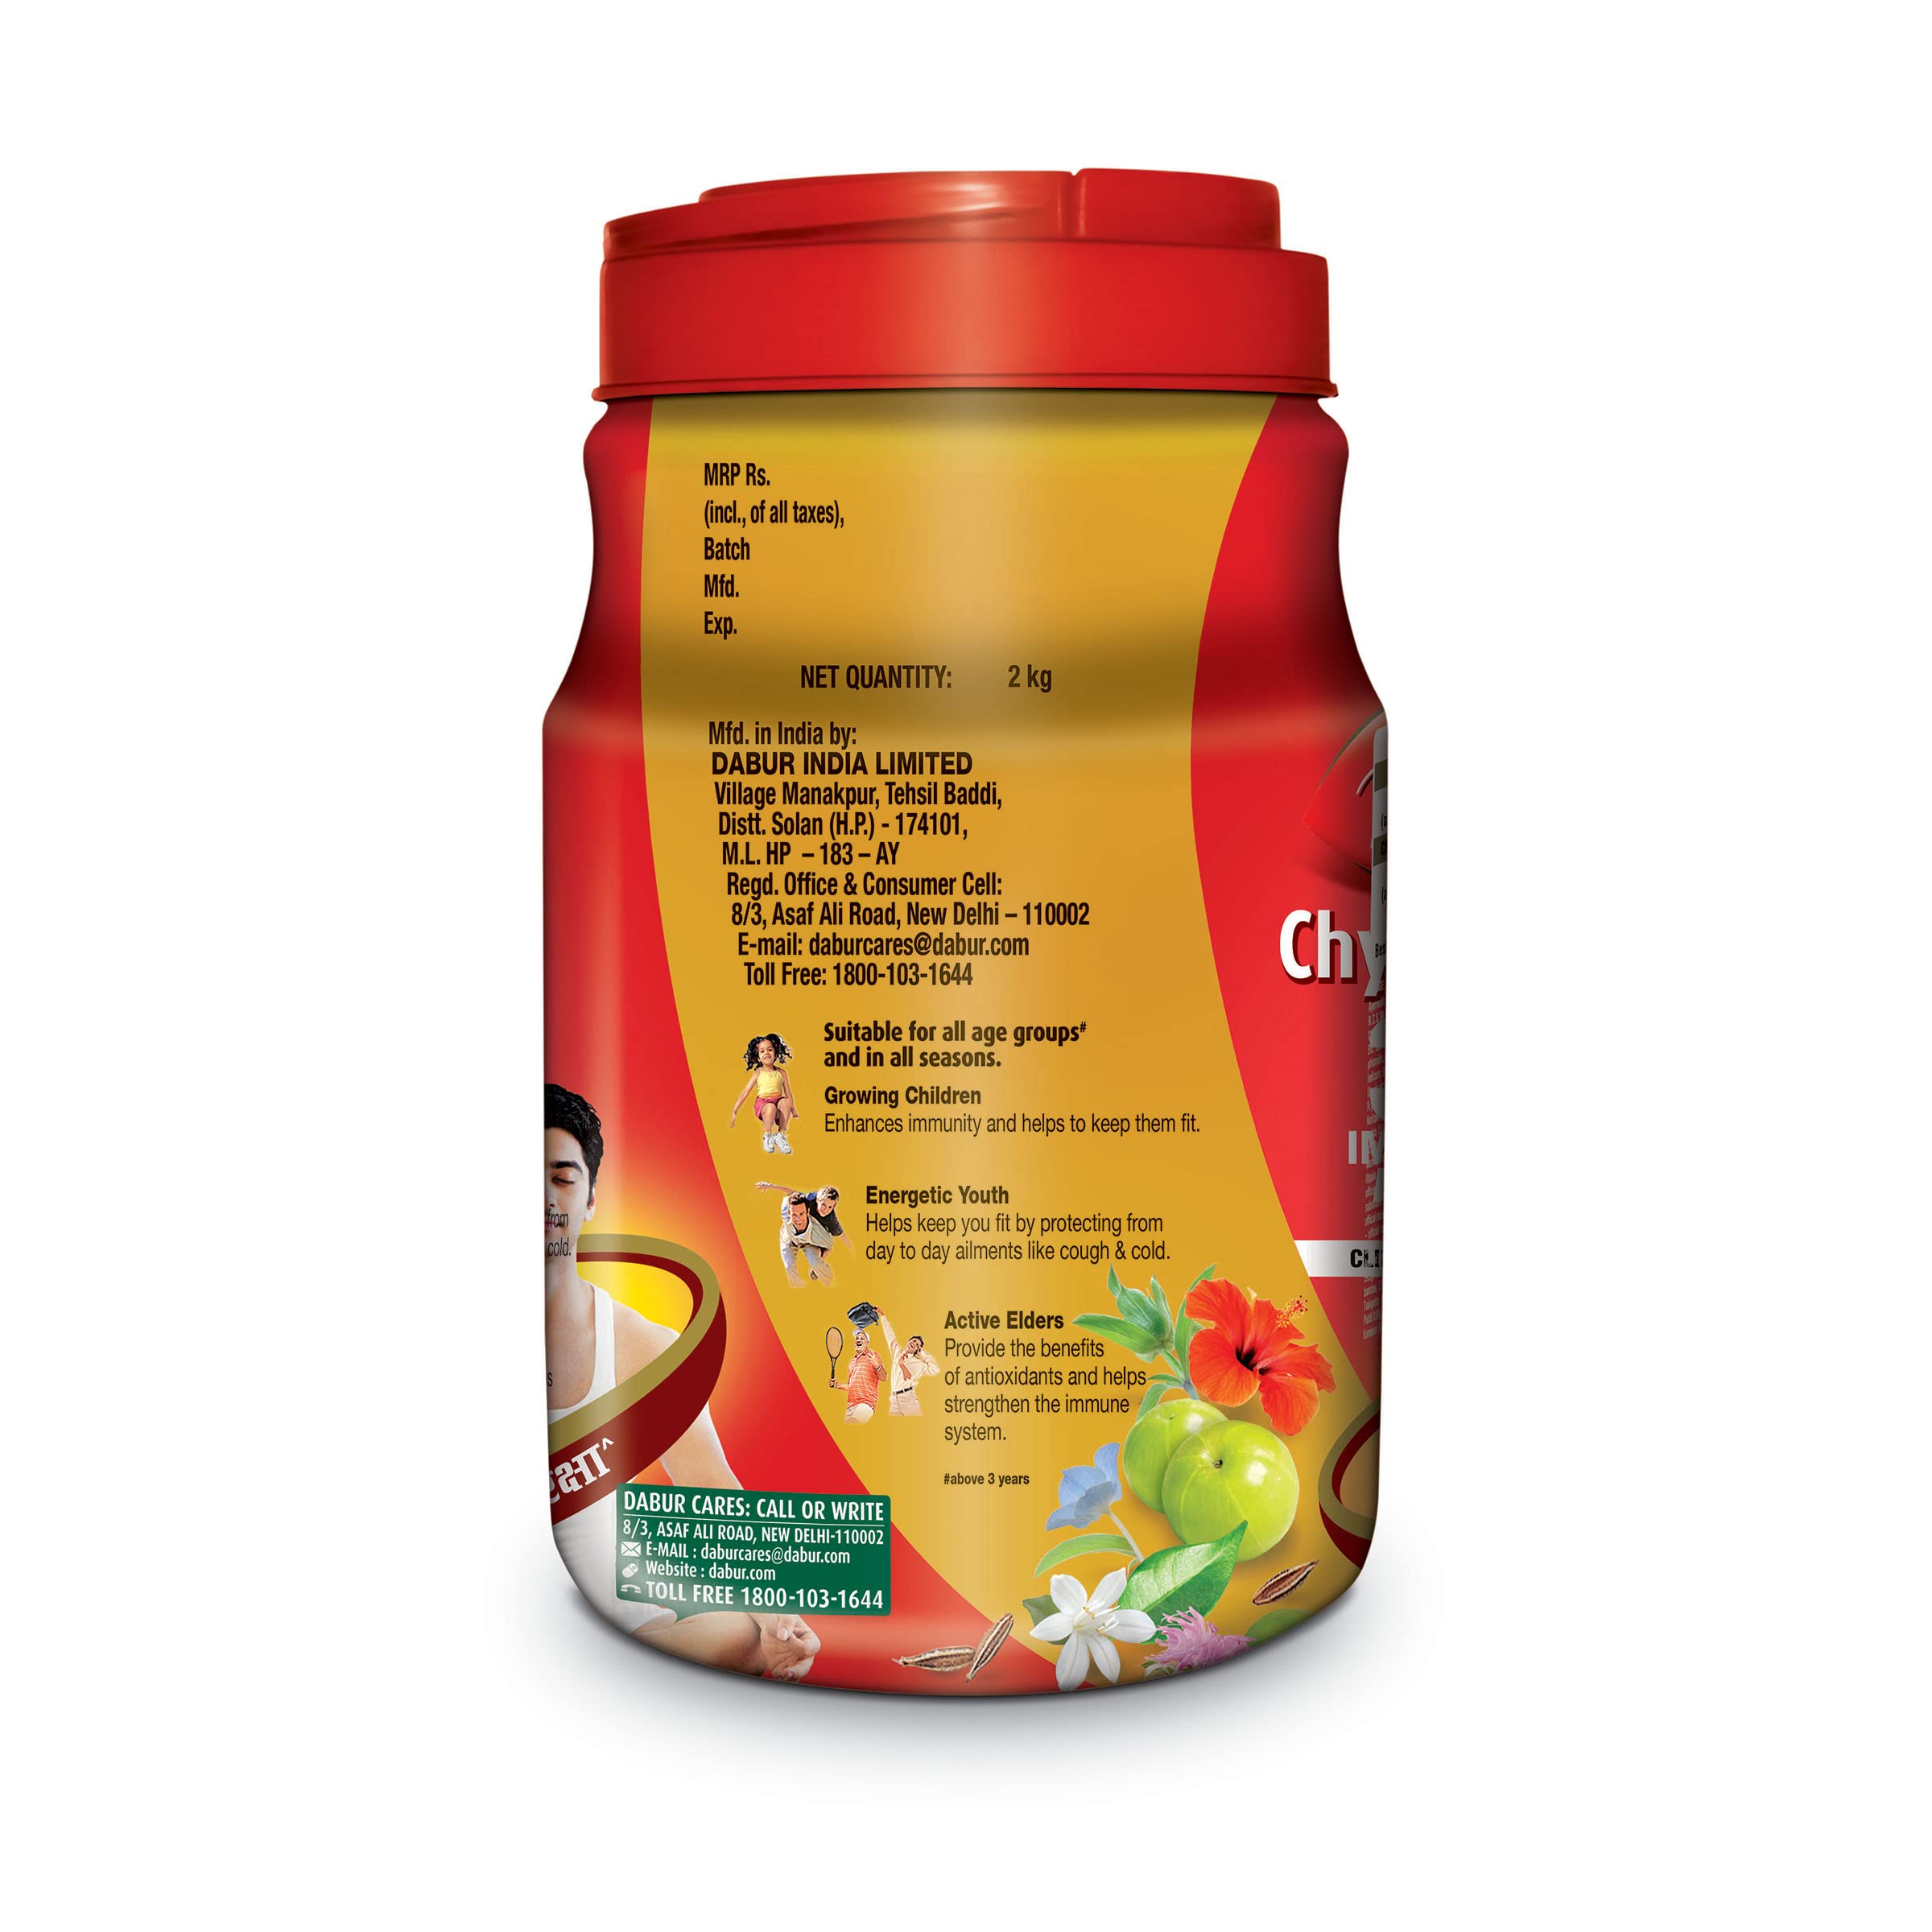 MRP Rs.
(incl., of all taxes),
Batch
Mfd.
Exp.
NET QUANTITY: 2 kg
Mfd. in India by:
DABUR INDIA LIMITED
Village Manakpur, Tehsil Baddi,
Distt. Solan (H.P.) - 174101,
M.L. HP – 183 – AY
Regd. Office & Consumer Cell:
8/3, Asaf Ali Road, New Delhi – 110002
E-mail: daburcares@dabur.com
Toll Free: 1800-103-1644
Suitable for all age groups#
and in all seasons.
Growing Children
Enhances immunity and helps to keep them fit.
Energetic Youth
Helps keep you fit by protecting from
day to day ailments like cough & cold.
Active Elders
Provide the benefits
of antioxidants and helps
strengthen the immune
system.
#above 3 years
from
cold.
DABUR CARES: CALL OR WRITE
8/3, ASAF ALI ROAD, NEW DELHI-110002
E-MAIL : daburcares@dabur.com
Website : dabur.com
TOLL FREE 1800-103-1644